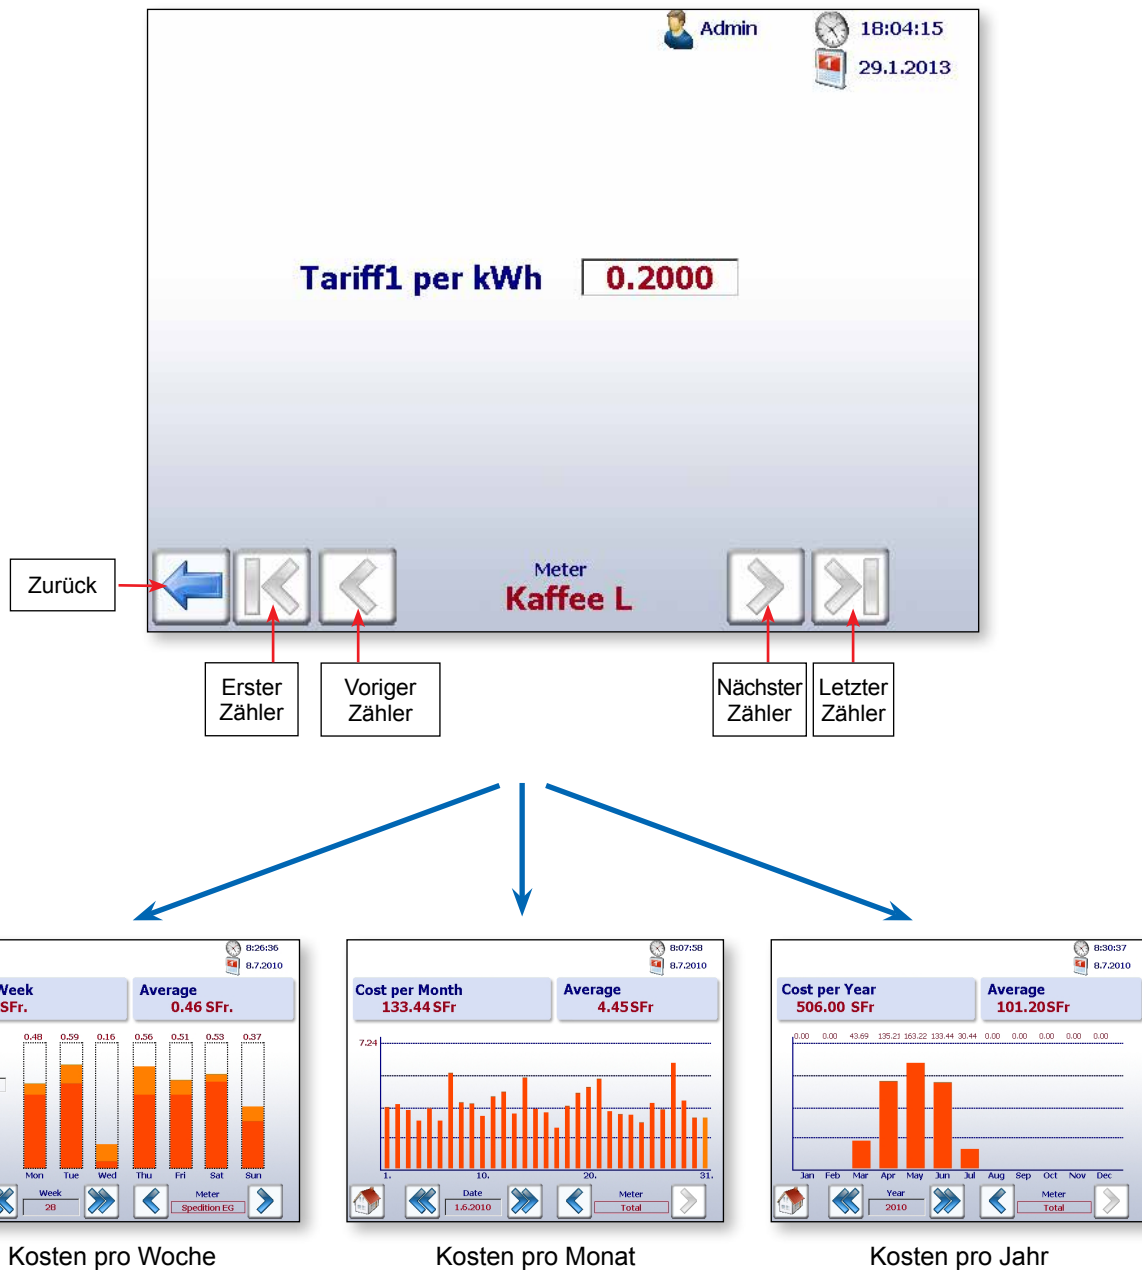 Admin
18:04:15
29.1.2013
Tariff1 per kWh 0.2000
Zurück
Meter
Kaffee L
Erster
Zähler
Voriger
Zähler
Nächster
Zähler
Letzter
Zähler
8:26:36
8.7.2010
Week
SFr.
Average
0.46 SFr.
0.48 0.59 0.16 0.56 0.51 0.53 0.37
Mon Tue Wed Thu Fri Sat Sun
Week
28
Meter
Spedition EG
Kosten pro Woche
8:07:58
8.7.2010
Cost per Month
133.44 SFr
Average
4.45 SFr
7.24
1. 10. 20. 31.
Date
1.6.2010
Meter
Total
Kosten pro Monat
8:30:37
8.7.2010
Cost per Year
506.00 SFr
Average
101.20SFr
0.00 0.00 43.69 135.21 163.22 133.44 30.44 0.00 0.00 0.00 0.00 0.00
Jan Feb Mar Apr May Jun Jul Aug Sep Oct Nov Dec
Year
2010
Meter
Total
Kosten pro Jahr